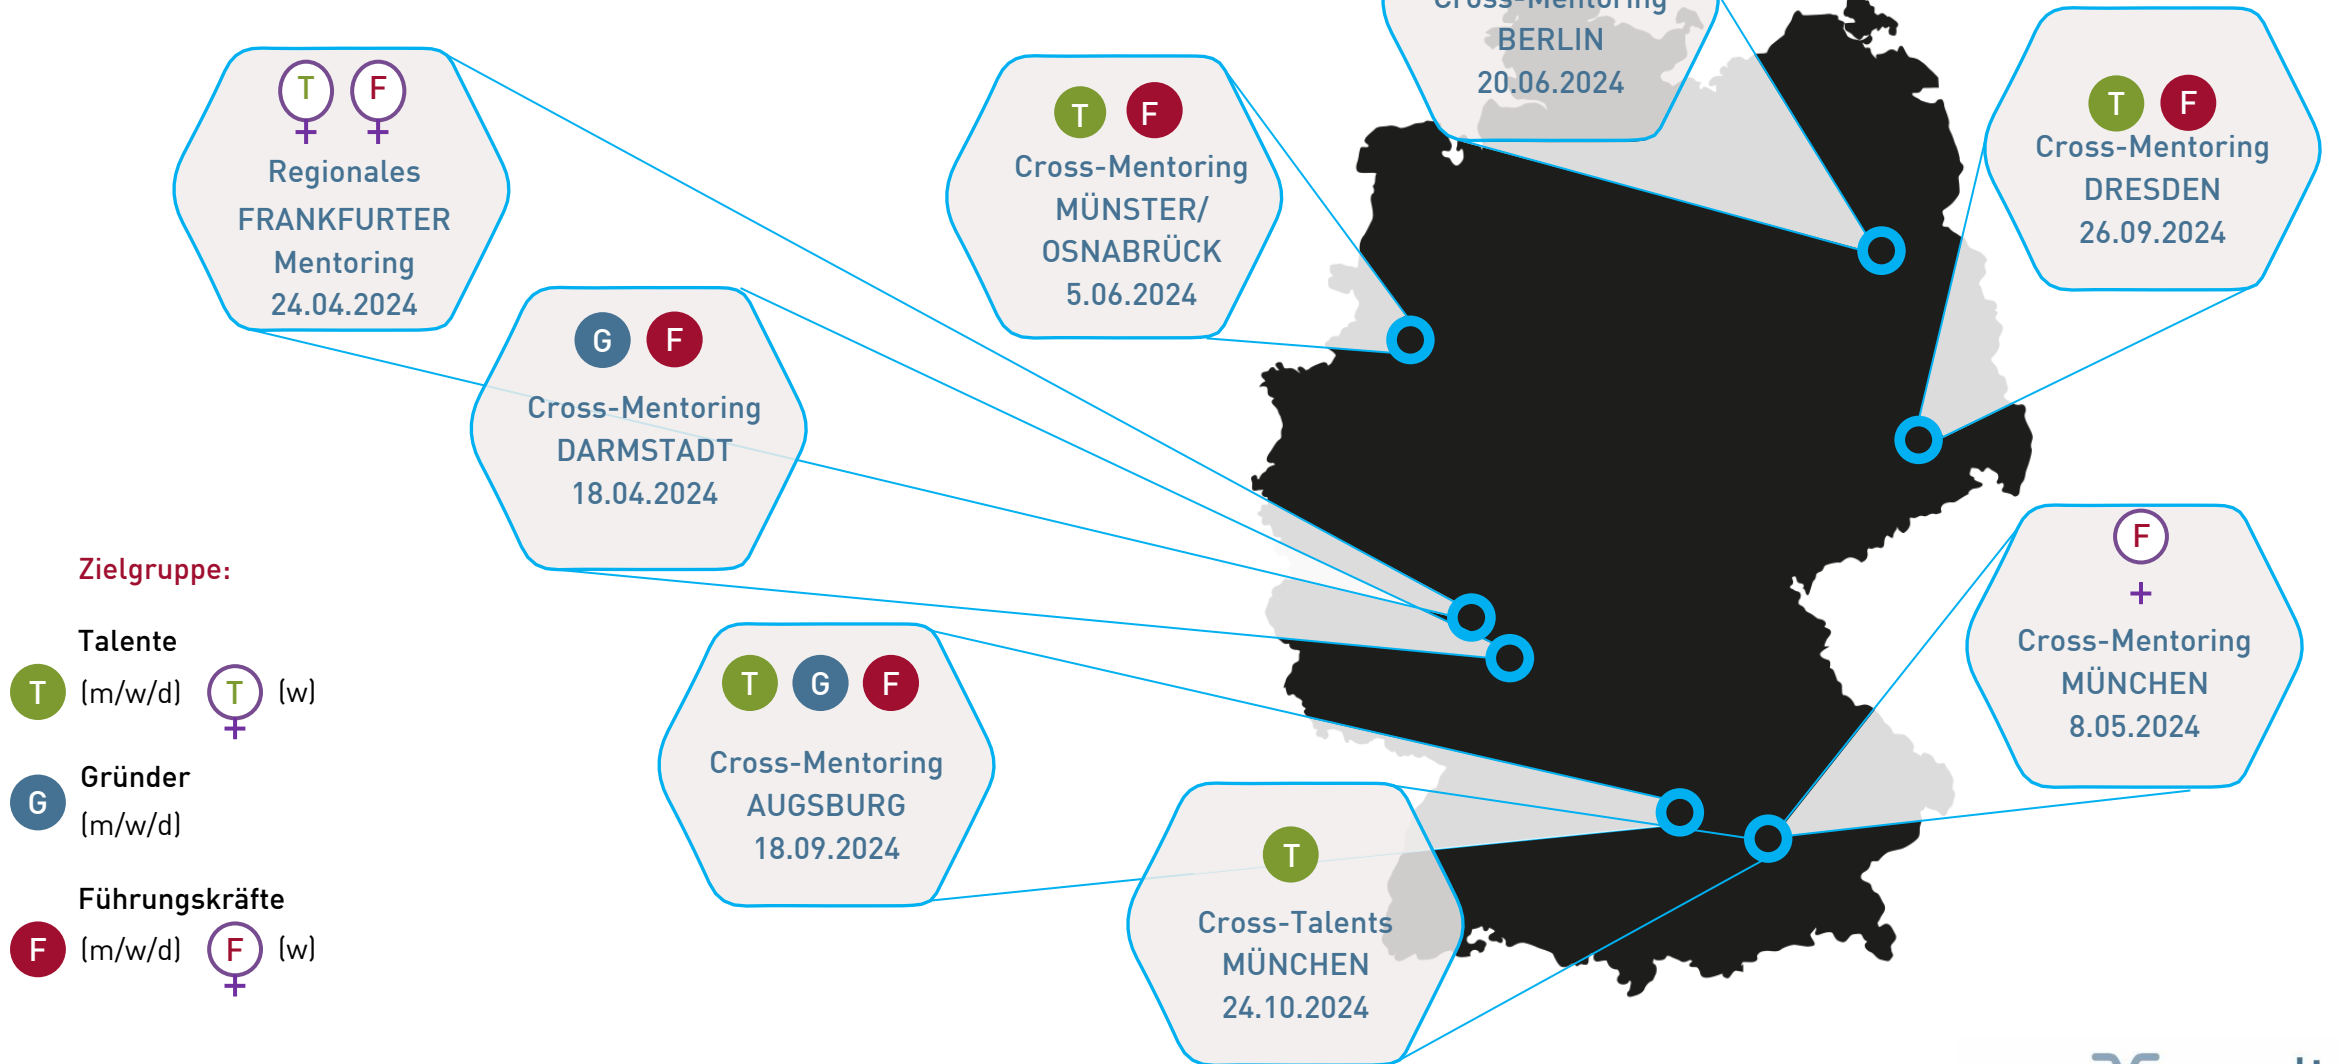 T F
Regionales
FRANKFURTER
Mentoring
24.04.2024
G F
Cross-Mentoring
DARMSTADT
18.04.2024
T F
Cross-Mentoring
MÜNSTER/
OSNABRÜCK
5.06.2024
Cross-Mentoring
BERLIN
20.06.2024
T F
Cross-Mentoring
DRESDEN
26.09.2024
F
Cross-Mentoring
MÜNCHEN
8.05.2024
T G F
Cross-Mentoring
AUGSBURG
18.09.2024
T
Cross-Talents
MÜNCHEN
24.10.2024
Zielgruppe:
Talente
T (m/w/d) T (w)
Gründer
G (m/w/d)
Führungskräfte
F (m/w/d) F (w)